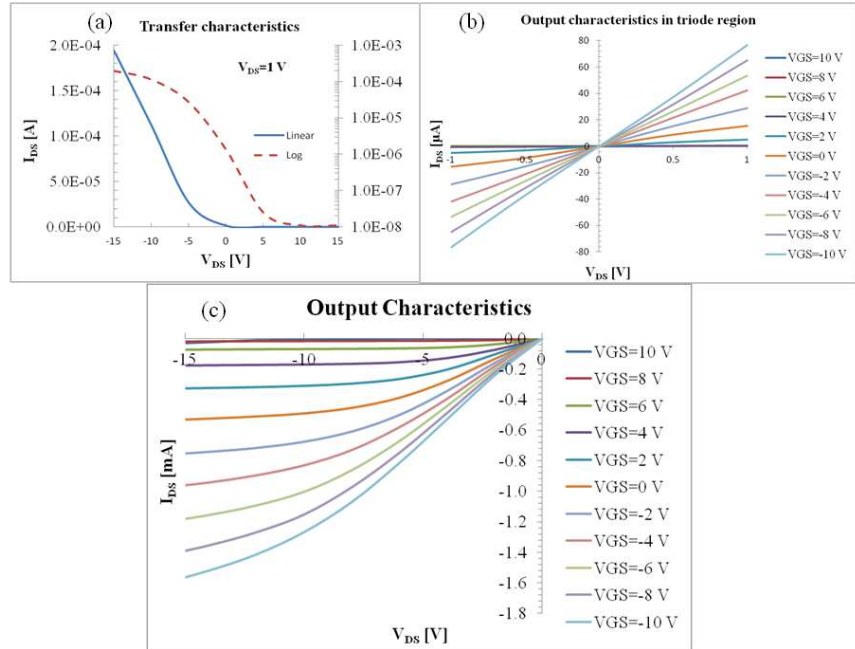 (a)
Transfer characteristics
2.0E-04
1.5E-04
1.0E-04
5.0E-05
0.0E+00
I_DS [A]
V_DS=1 V
Linear
Log
1.0E-03
1.0E-04
1.0E-05
1.0E-06
1.0E-07
1.0E-08
-15 -10 -5 0 5 10 15
V_DS [V]
(b)
Output characteristics in triode region
80
60
40
20
0
-20
-40
-60
-80
I_DS [µA]
-1 -0.5 0 0.5 1
V_DS [V]
VGS=10 V
VGS=8 V
VGS=6 V
VGS=4 V
VGS=2 V
VGS=0 V
VGS=-2 V
VGS=-4 V
VGS=-6 V
VGS=-8 V
VGS=-10 V
(c)
Output Characteristics
-15 -10 -5 0
0.0
-0.2
-0.4
-0.6
-0.8
-1.0
-1.2
-1.4
-1.6
-1.8
I_DS [mA]
V_DS [V]
VGS=10 V
VGS=8 V
VGS=6 V
VGS=4 V
VGS=2 V
VGS=0 V
VGS=-2 V
VGS=-4 V
VGS=-6 V
VGS=-8 V
VGS=-10 V